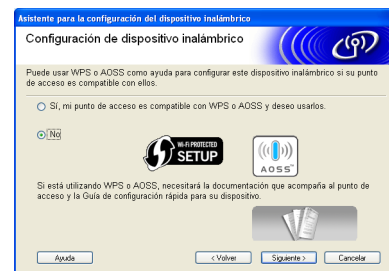 Asistente para la configuración del dispositivo inalámbrico
Configuración de dispositivo inalámbrico
Puede usar WPS o AOSS como ayuda para configurar este dispositivo inalámbrico si su punto
de acceso es compatible con ellos.
Sí, mi punto de acceso es compatible con WPS o AOSS y deseo usarlos.
No
WI-FI PROTECTED
SETUP
AOSS™
Si está utilizando WPS o AOSS, necesitará la documentación que acompaña al punto de
acceso y la Guía de configuración rápida para su dispositivo.
Ayuda
< Volver
Siguiente >
Cancelar